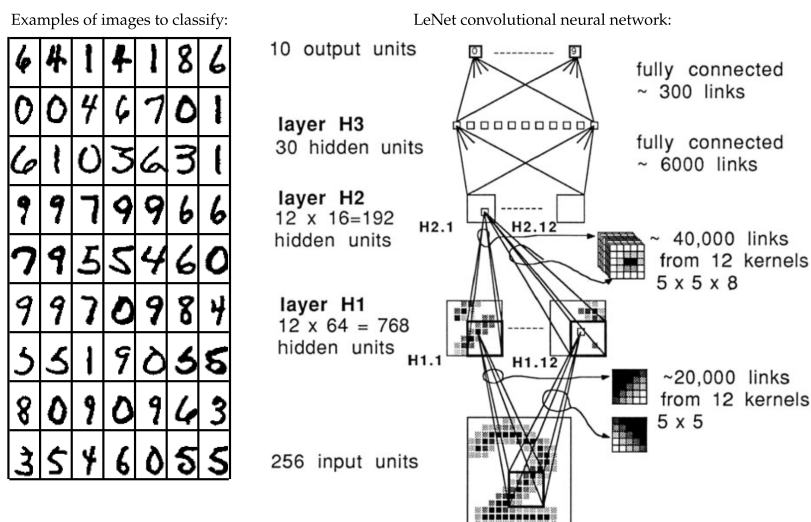 Examples of images to classify:
6 4 1 4 1 8 6
0 0 4 6 7 0 1
6 1 0 3 6 3 1
9 9 7 9 9 6 6
7 9 5 5 4 6 0
9 9 7 0 9 8 4
5 5 1 9 0 5 5
8 0 9 0 9 6 3
3 5 4 6 0 5 5
LeNet convolutional neural network:
10 output units
0
9
fully connected
~ 300 links
layer H3
30 hidden units
fully connected
~ 6000 links
layer H2
12 x 16=192
hidden units
H2.1
H2.12
~ 40,000 links
from 12 kernels
5 x 5 x 8
layer H1
12 x 64 = 768
hidden units
H1.1
H1.12
~20,000 links
from 12 kernels
5 x 5
256 input units